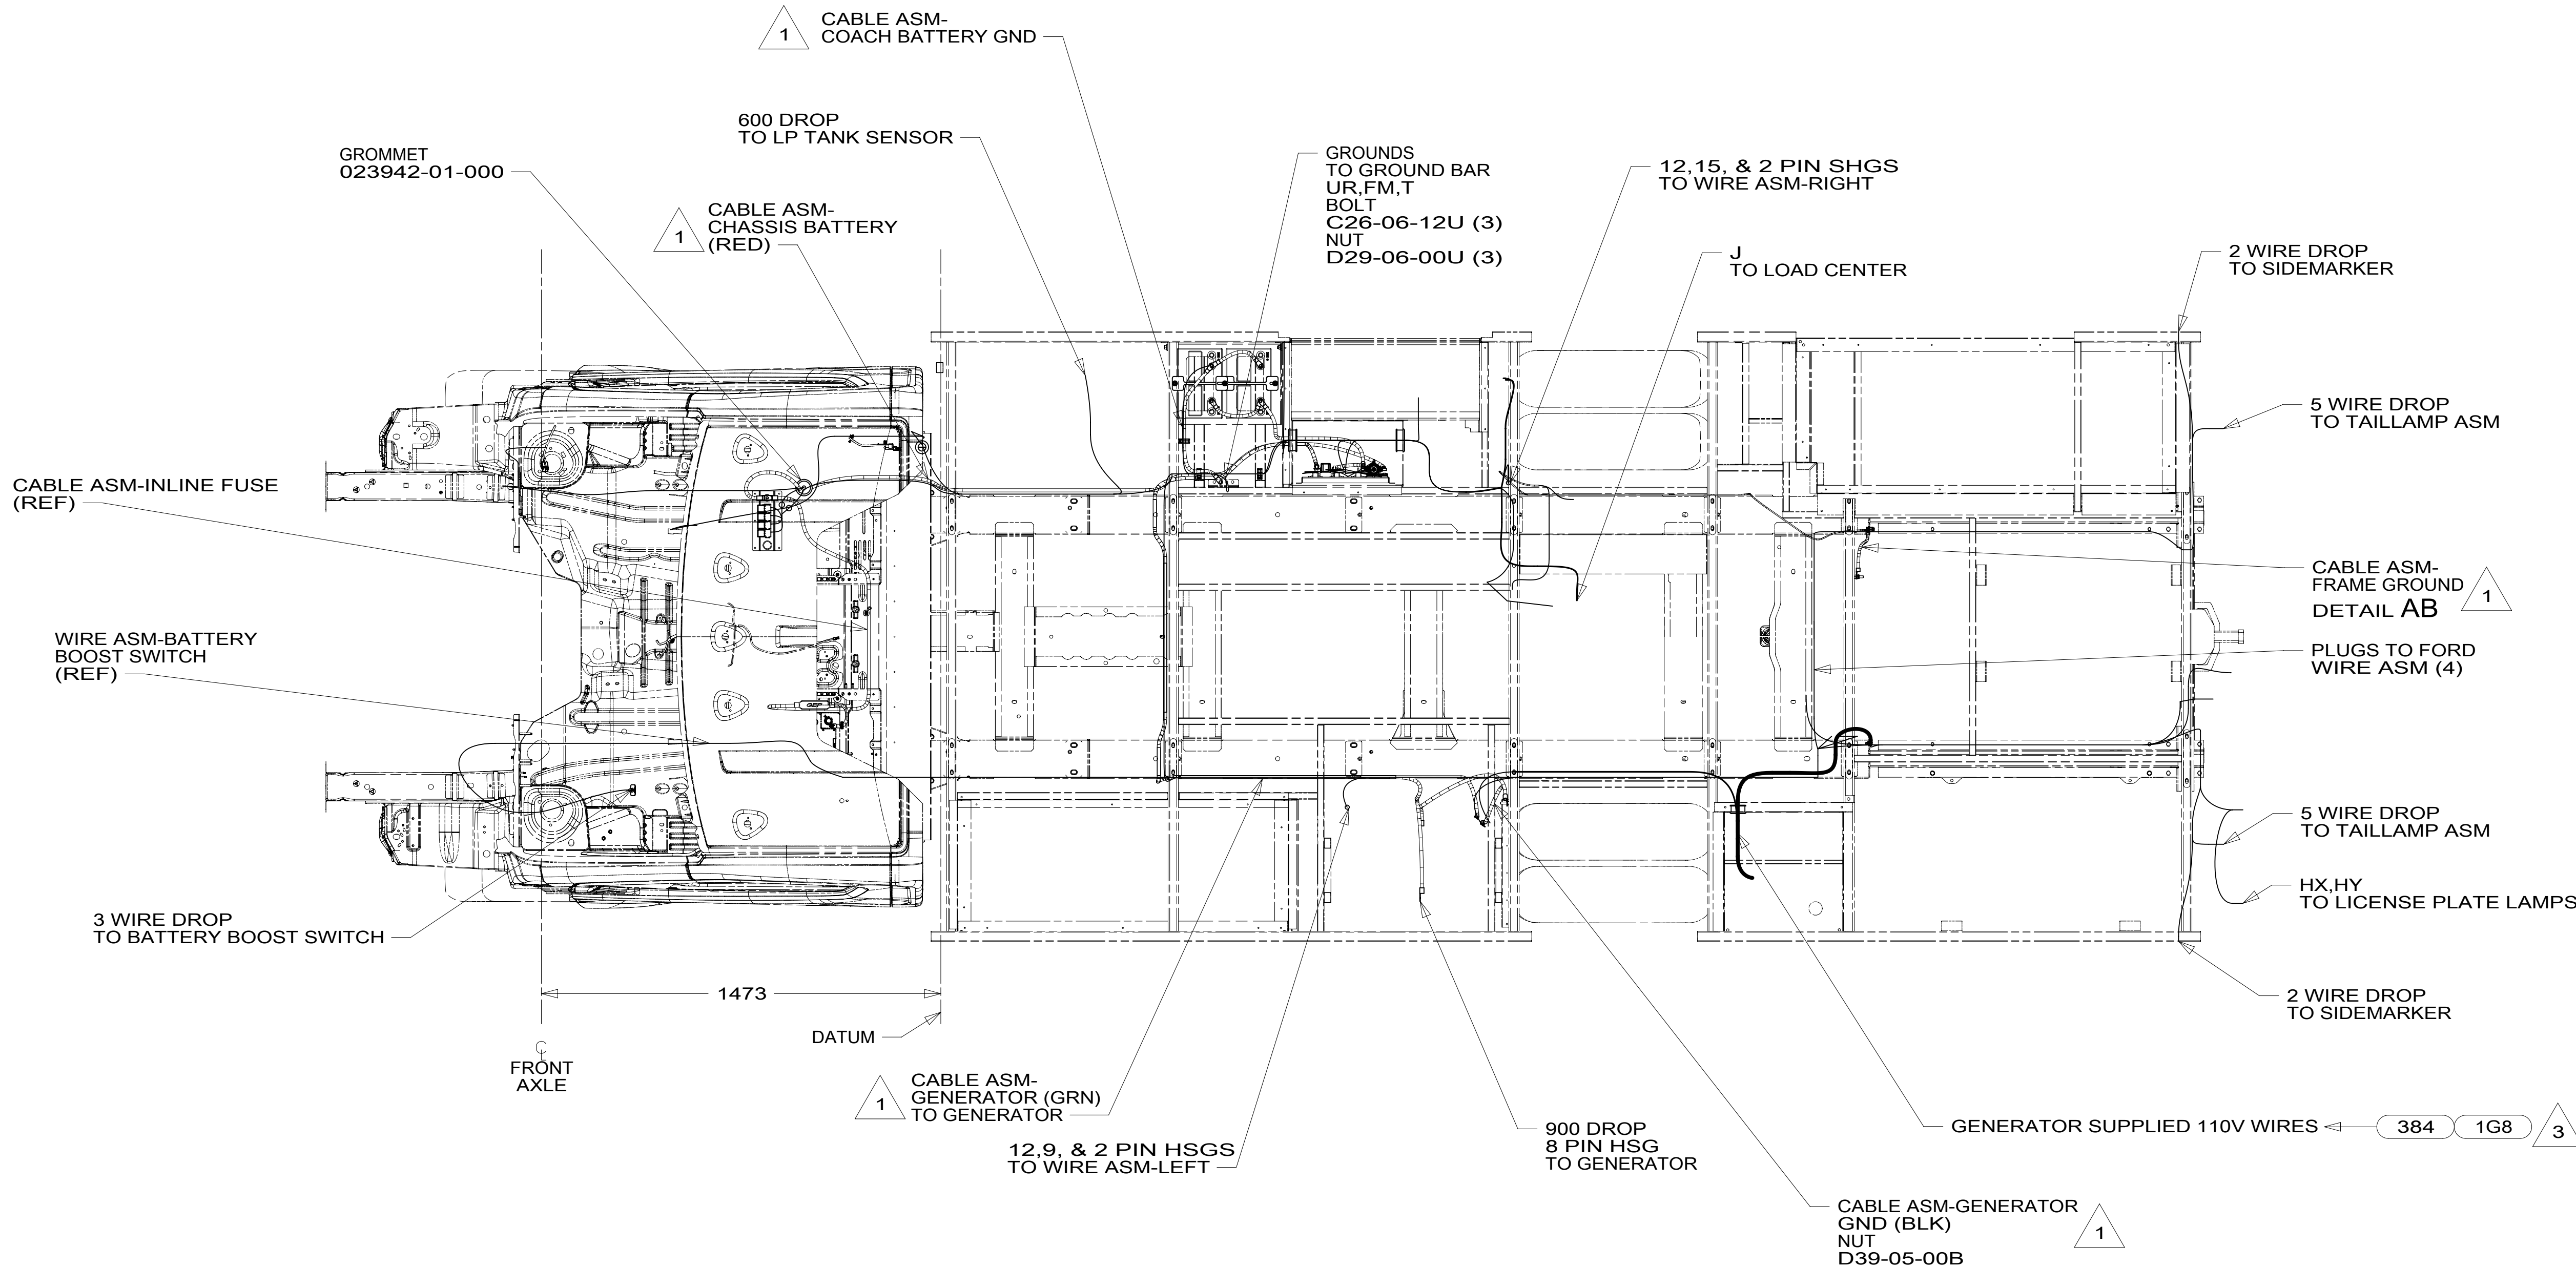 1
CABLE ASM-
COACH BATTERY GND
600 DROP
TO LP TANK SENSOR
GROMMET
023942-01-000
1
CABLE ASM-
CHASSIS BATTERY
(RED)
GROUNDS
TO GROUND BAR
UR,FM,T
BOLT
C26-06-12U (3)
NUT
D29-06-00U (3)
12,15, & 2 PIN SHGS
TO WIRE ASM-RIGHT
J
TO LOAD CENTER
2 WIRE DROP
TO SIDEMARKER
5 WIRE DROP
TO TAILLAMP ASM
CABLE ASM-INLINE FUSE
(REF)
CABLE ASM-
FRAME GROUND
DETAIL AB
1
WIRE ASM-BATTERY
BOOST SWITCH
(REF)
PLUGS TO FORD
WIRE ASM (4)
5 WIRE DROP
TO TAILLAMP ASM
HX,HY
TO LICENSE PLATE LAMPS
3 WIRE DROP
TO BATTERY BOOST SWITCH
1473
2 WIRE DROP
TO SIDEMARKER
DATUM
CL
FRONT
AXLE
1
CABLE ASM-
GENERATOR (GRN)
TO GENERATOR
12,9, & 2 PIN HSGS
TO WIRE ASM-LEFT
900 DROP
8 PIN HSG
TO GENERATOR
GENERATOR SUPPLIED 110V WIRES
384
1G8
3
CABLE ASM-GENERATOR
GND (BLK)
NUT
D39-05-00B
1